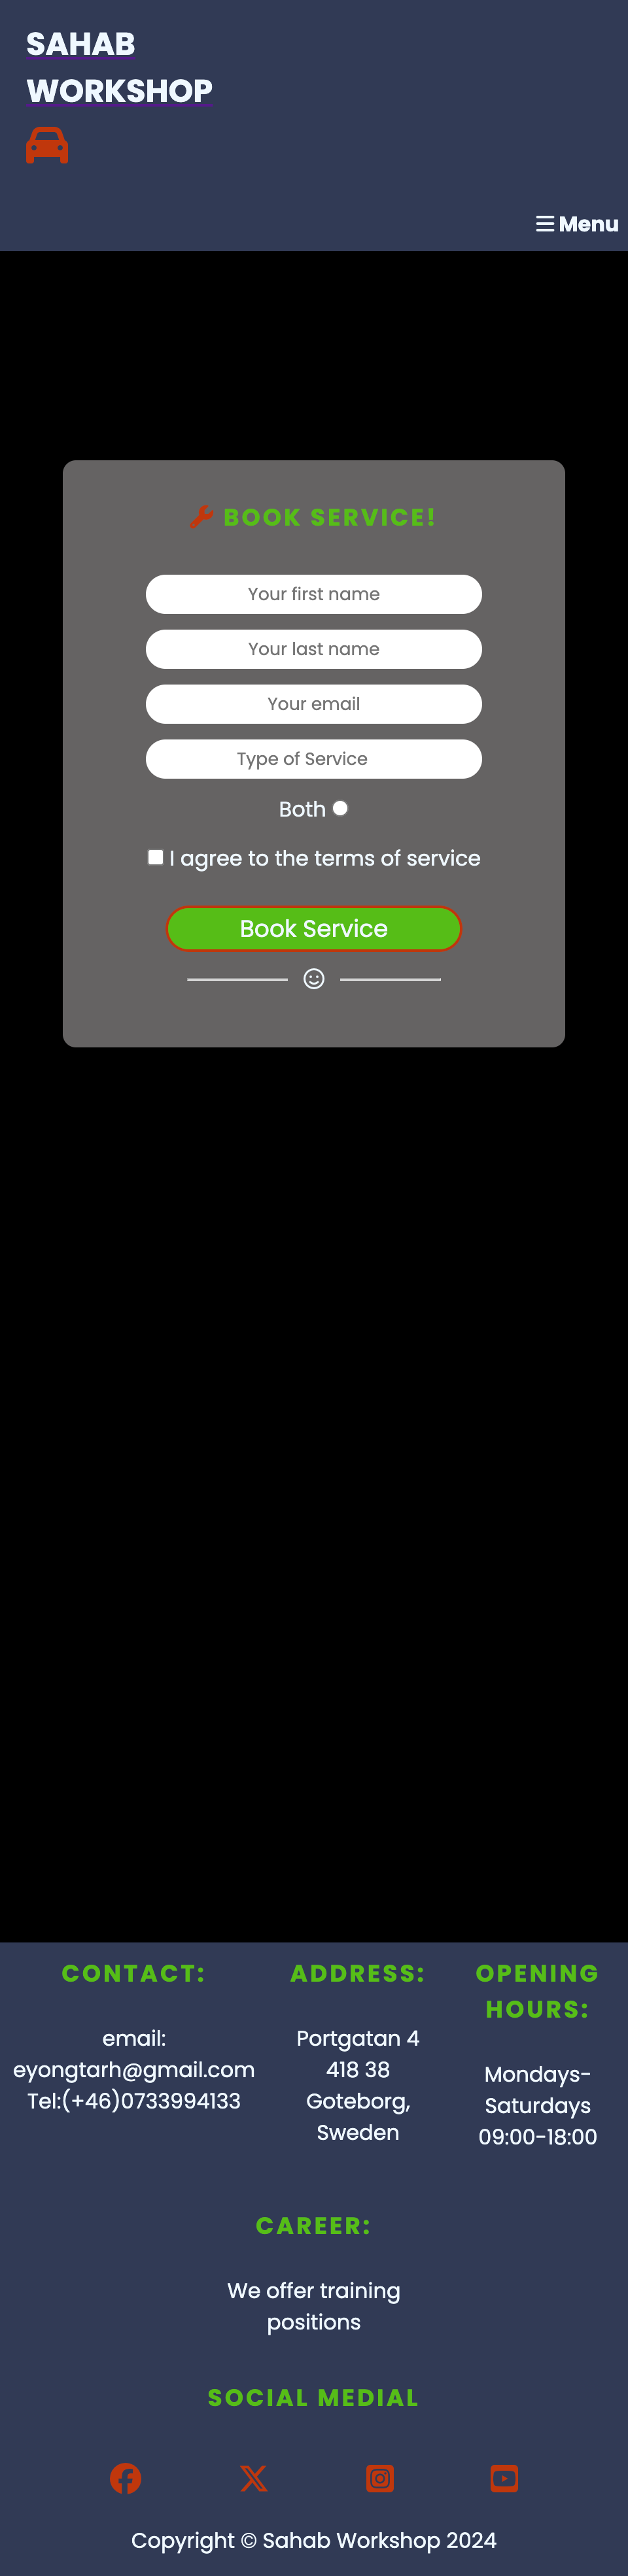 SAHAB
WORKSHOP
Menu
BOOK SERVICE!
Your first name
Your last name
Your email
Type of Service
Both
I agree to the terms of service
Book Service
CONTACT:
email:
eyongtarh@gmail.com
Tel:(+46)0733994133
ADDRESS:
Portgatan 4
418 38
Goteborg,
Sweden
OPENING
HOURS:
Mondays-
Saturdays
09:00-18:00
CAREER:
We offer training
positions
SOCIAL MEDIAL
Copyright © Sahab Workshop 2024